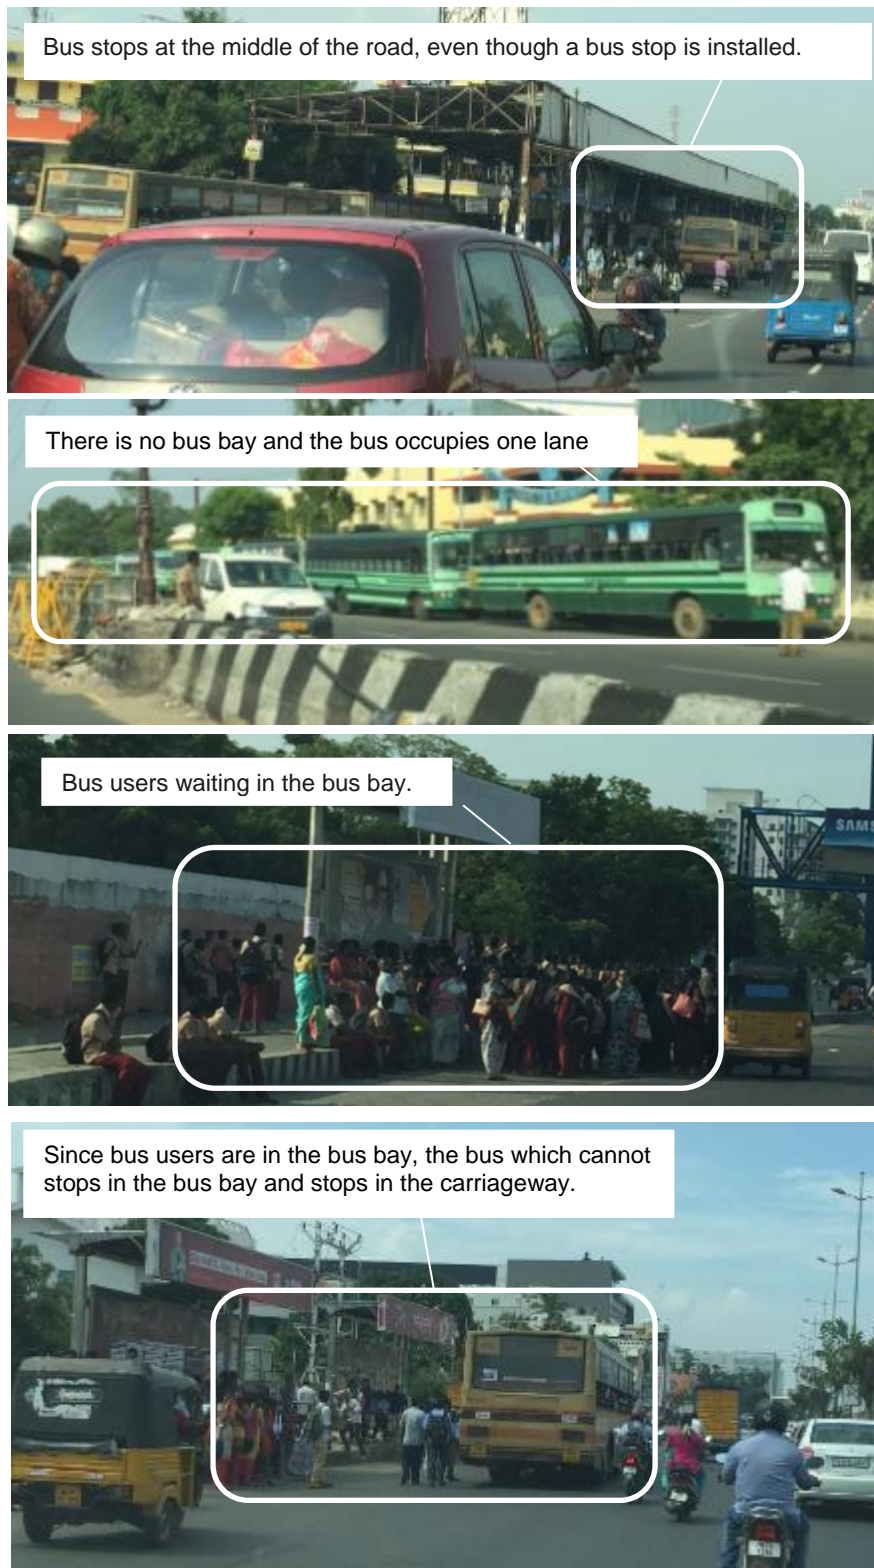 Bus stops at the middle of the road, even though a bus stop is installed.
There is no bus bay and the bus occupies one lane
Bus users waiting in the bus bay.
SAMS
Since bus users are in the bus bay, the bus which cannot
stops in the bus bay and stops in the carriageway.